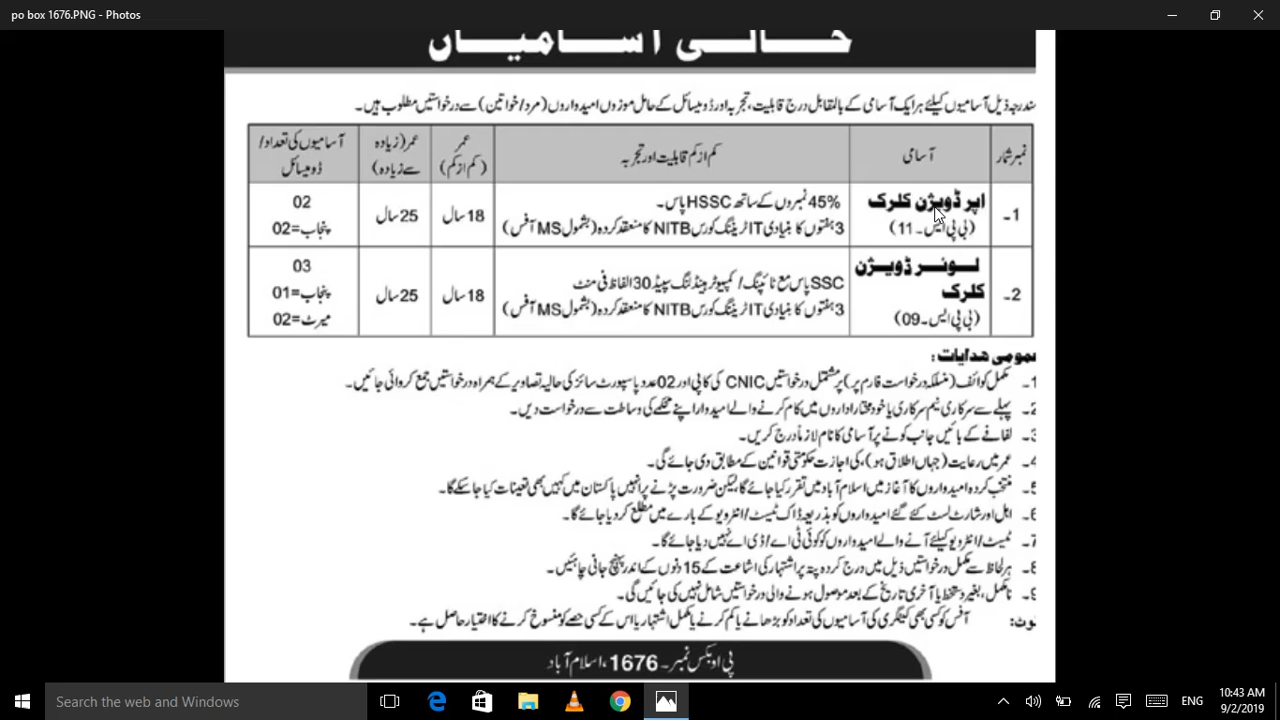 po box 1676.PNG - Photos
خالی آسامیاں
مندرجہ ذیل آسامیوں کیلئے ہر ایک آسامی کے بالمقابل درج قابلیت، تجربہ اور ڈومیسائل کے حامل موزوں امیدواروں (مرد/خواتین) سے درخواستیں مطلوب ہیں۔
نمبر شمار
آسامی
کم از کم قابلیت اور تجربہ
عمر (کم از کم)
عمر (زیادہ سے زیادہ)
آسامیوں کی تعداد/ ڈومیسائل
1۔
اپر ڈویژن کلرک
(بی پی ایس۔ 11)
45% نمبروں کے ساتھ HSSC پاس۔
3 ہفتوں کا بنیادی IT ٹریننگ کورس NITB کا منعقد کردہ (بشمول MS آفس)
18 سال
25 سال
02
پنجاب=02
2۔
لوئر ڈویژن
کلرک
(بی پی ایس۔ 09)
SSC پاس مع ٹائپنگ/ کمپیوٹر ہینڈلنگ سپیڈ 30 الفاظ فی منٹ
3 ہفتوں کا بنیادی IT ٹریننگ کورس NITB کا منعقد کردہ (بشمول MS آفس)
18 سال
25 سال
03
پنجاب=01
میرٹ=02
عمومی ہدایات:
1۔ مکمل کوائف (منسلکہ درخواست فارم پر) پر مشتمل درخواستیں CNIC کی کاپی اور 02 عدد پاسپورٹ سائز کی حالیہ تصاویر کے ہمراہ درخواستیں جمع کروائی جائیں۔
2۔ پہلے سے سرکاری نیم سرکاری یا خود مختار اداروں میں کام کرنے والے امیدوار اپنے محکمے کی وساطت سے درخواست دیں۔
3۔ لفافے کے بائیں جانب کونے پر آسامی کا نام لازماً درج کریں۔
4۔ عمر میں رعایت (جہاں اطلاق ہو)، کی اجازت حکومتی قوانین کے مطابق دی جائے گی۔
5۔ منتخب کردہ امیدواروں کا آغاز میں اسلام آباد میں تقرر کیا جائے گا لیکن ضرورت پڑنے پر انہیں پاکستان میں کہیں بھی تعینات کیا جا سکے گا۔
6۔ اہل اور شارٹ لسٹ کئے گئے امیدواروں کو بذریعہ ڈاک ٹیسٹ/انٹرویو کے بارے میں مطلع کر دیا جائے گا۔
7۔ ٹیسٹ/انٹرویو کیلئے آنے والے امیدواروں کو کوئی ٹی اے/ڈی اے نہیں دیا جائے گا۔
8۔ ہر لحاظ سے مکمل درخواستیں ذیل میں درج کردہ پتہ پر اشتہار کی اشاعت کے 15 دنوں کے اندر پہنچ جانی چاہئیں۔
9۔ نامکمل، بغیر دستخط یا آخری تاریخ کے بعد موصول ہونے والی درخواستیں شامل نہیں کی جائیں گی۔
نوٹ: آفس کو کسی بھی کیٹگری کی آسامیوں کی تعداد کو بڑھانے یا کم کرنے یا مکمل اشتہار یا اس کے کسی حصے کو منسوخ کرنے کا اختیار حاصل ہے۔
پی او بکس نمبر۔ 1676، اسلام آباد
Search the web and Windows
ENG
10:43 AM
9/2/2019